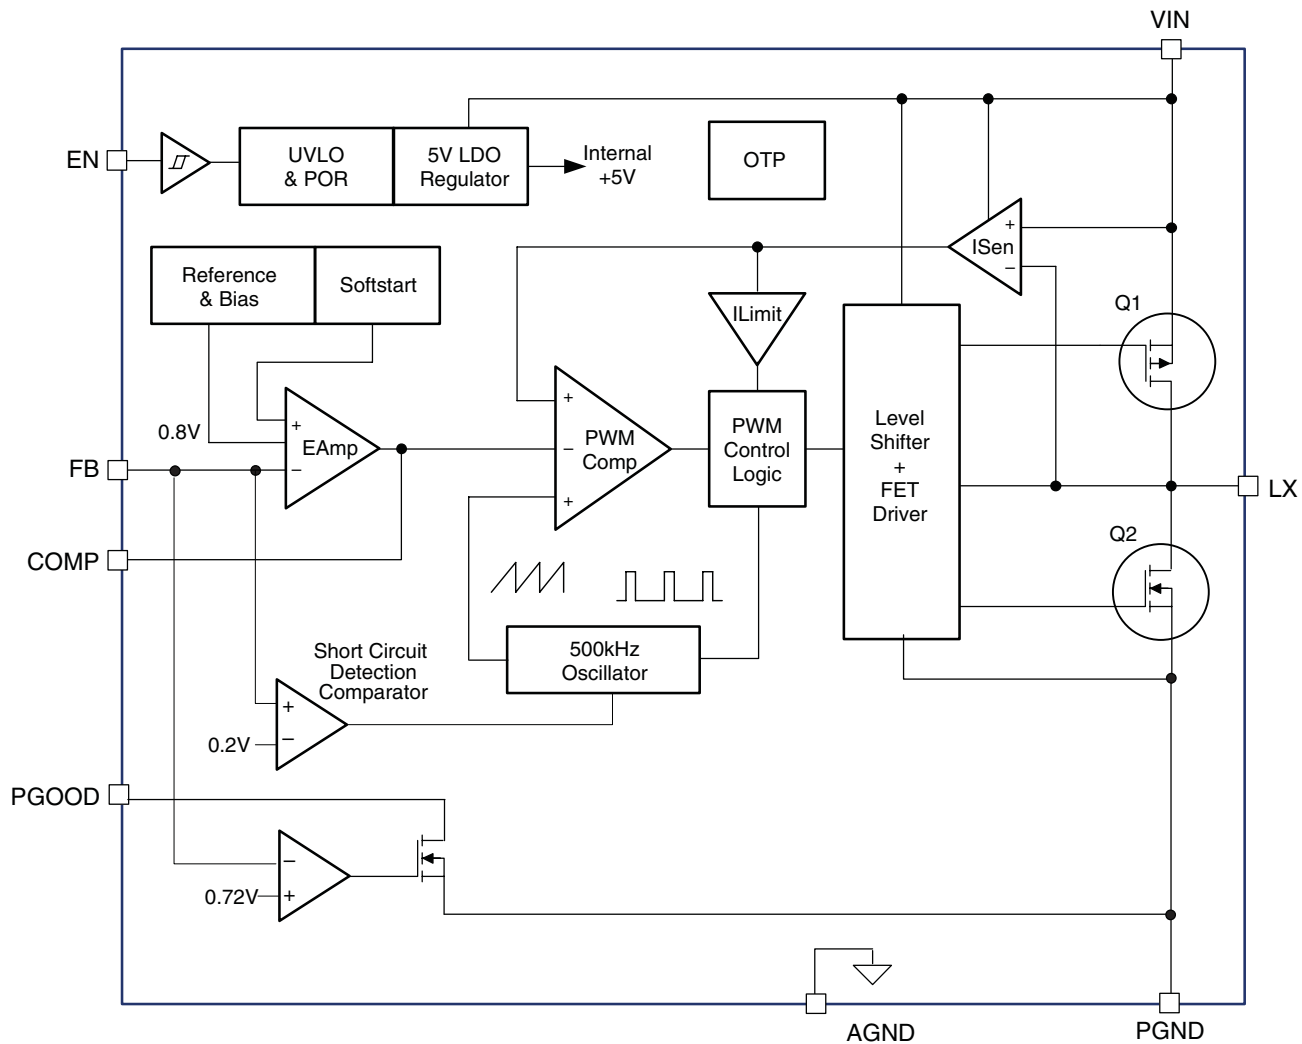 VIN
EN
UVLO
& POR
5V LDO
Regulator
Internal
+5V
OTP
+
ISen
–
Reference
& Bias
Softstart
ILimit
Q1
+
0.8V
EAmp
–
FB
+
–
PWM
Comp
+
PWM
Control
Logic
Level
Shifter
+
FET
Driver
LX
Q2
COMP
500kHz
Oscillator
Short Circuit
Detection
Comparator
+
0.2V
–
PGOOD
–
0.72V
+
AGND
PGND